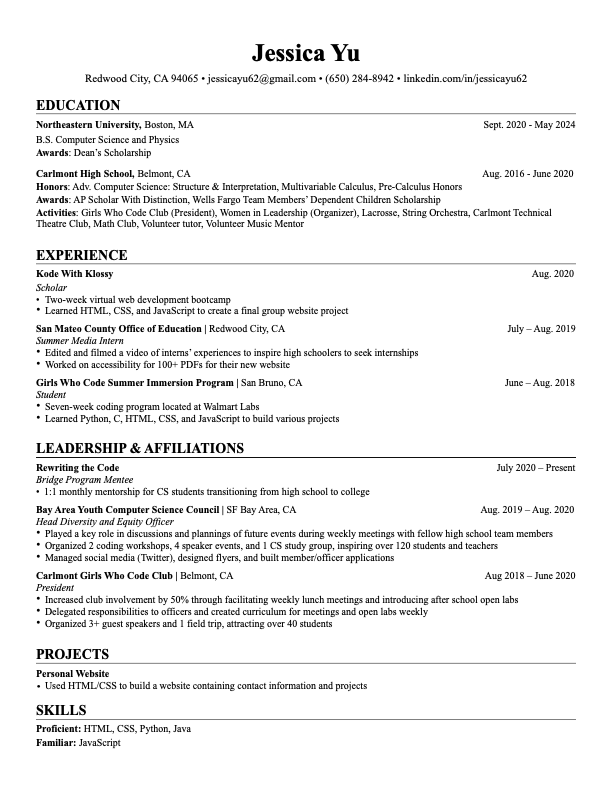 Jessica Yu
Redwood City, CA 94065 • jessicayu62@gmail.com • (650) 284-8942 • linkedin.com/in/jessicayu62
EDUCATION
Northeastern University, Boston, MA Sept. 2020 - May 2024
B.S. Computer Science and Physics
Awards: Dean's Scholarship
Carlmont High School, Belmont, CA Aug. 2016 - June 2020
Honors: Adv. Computer Science: Structure & Interpretation, Multivariable Calculus, Pre-Calculus Honors
Awards: AP Scholar With Distinction, Wells Fargo Team Members' Dependent Children Scholarship
Activities: Girls Who Code Club (President), Women in Leadership (Organizer), Lacrosse, String Orchestra, Carlmont Technical
Theatre Club, Math Club, Volunteer tutor, Volunteer Music Mentor
EXPERIENCE
Kode With Klossy Aug. 2020
Scholar
• Two-week virtual web development bootcamp
• Learned HTML, CSS, and JavaScript to create a final group website project
San Mateo County Office of Education | Redwood City, CA July – Aug. 2019
Summer Media Intern
• Edited and filmed a video of interns' experiences to inspire high schoolers to seek internships
• Worked on accessibility for 100+ PDFs for their new website
Girls Who Code Summer Immersion Program | San Bruno, CA June – Aug. 2018
Student
• Seven-week coding program located at Walmart Labs
• Learned Python, C, HTML, CSS, and JavaScript to build various projects
LEADERSHIP & AFFILIATIONS
Rewriting the Code July 2020 – Present
Bridge Program Mentee
• 1:1 monthly mentorship for CS students transitioning from high school to college
Bay Area Youth Computer Science Council | SF Bay Area, CA Aug. 2019 – Aug. 2020
Head Diversity and Equity Officer
• Played a key role in discussions and plannings of future events during weekly meetings with fellow high school team members
• Organized 2 coding workshops, 4 speaker events, and 1 CS study group, inspiring over 120 students and teachers
• Managed social media (Twitter), designed flyers, and built member/officer applications
Carlmont Girls Who Code Club | Belmont, CA Aug 2018 – June 2020
President
• Increased club involvement by 50% through facilitating weekly lunch meetings and introducing after school open labs
• Delegated responsibilities to officers and created curriculum for meetings and open labs weekly
• Organized 3+ guest speakers and 1 field trip, attracting over 40 students
PROJECTS
Personal Website
• Used HTML/CSS to build a website containing contact information and projects
SKILLS
Proficient: HTML, CSS, Python, Java
Familiar: JavaScript